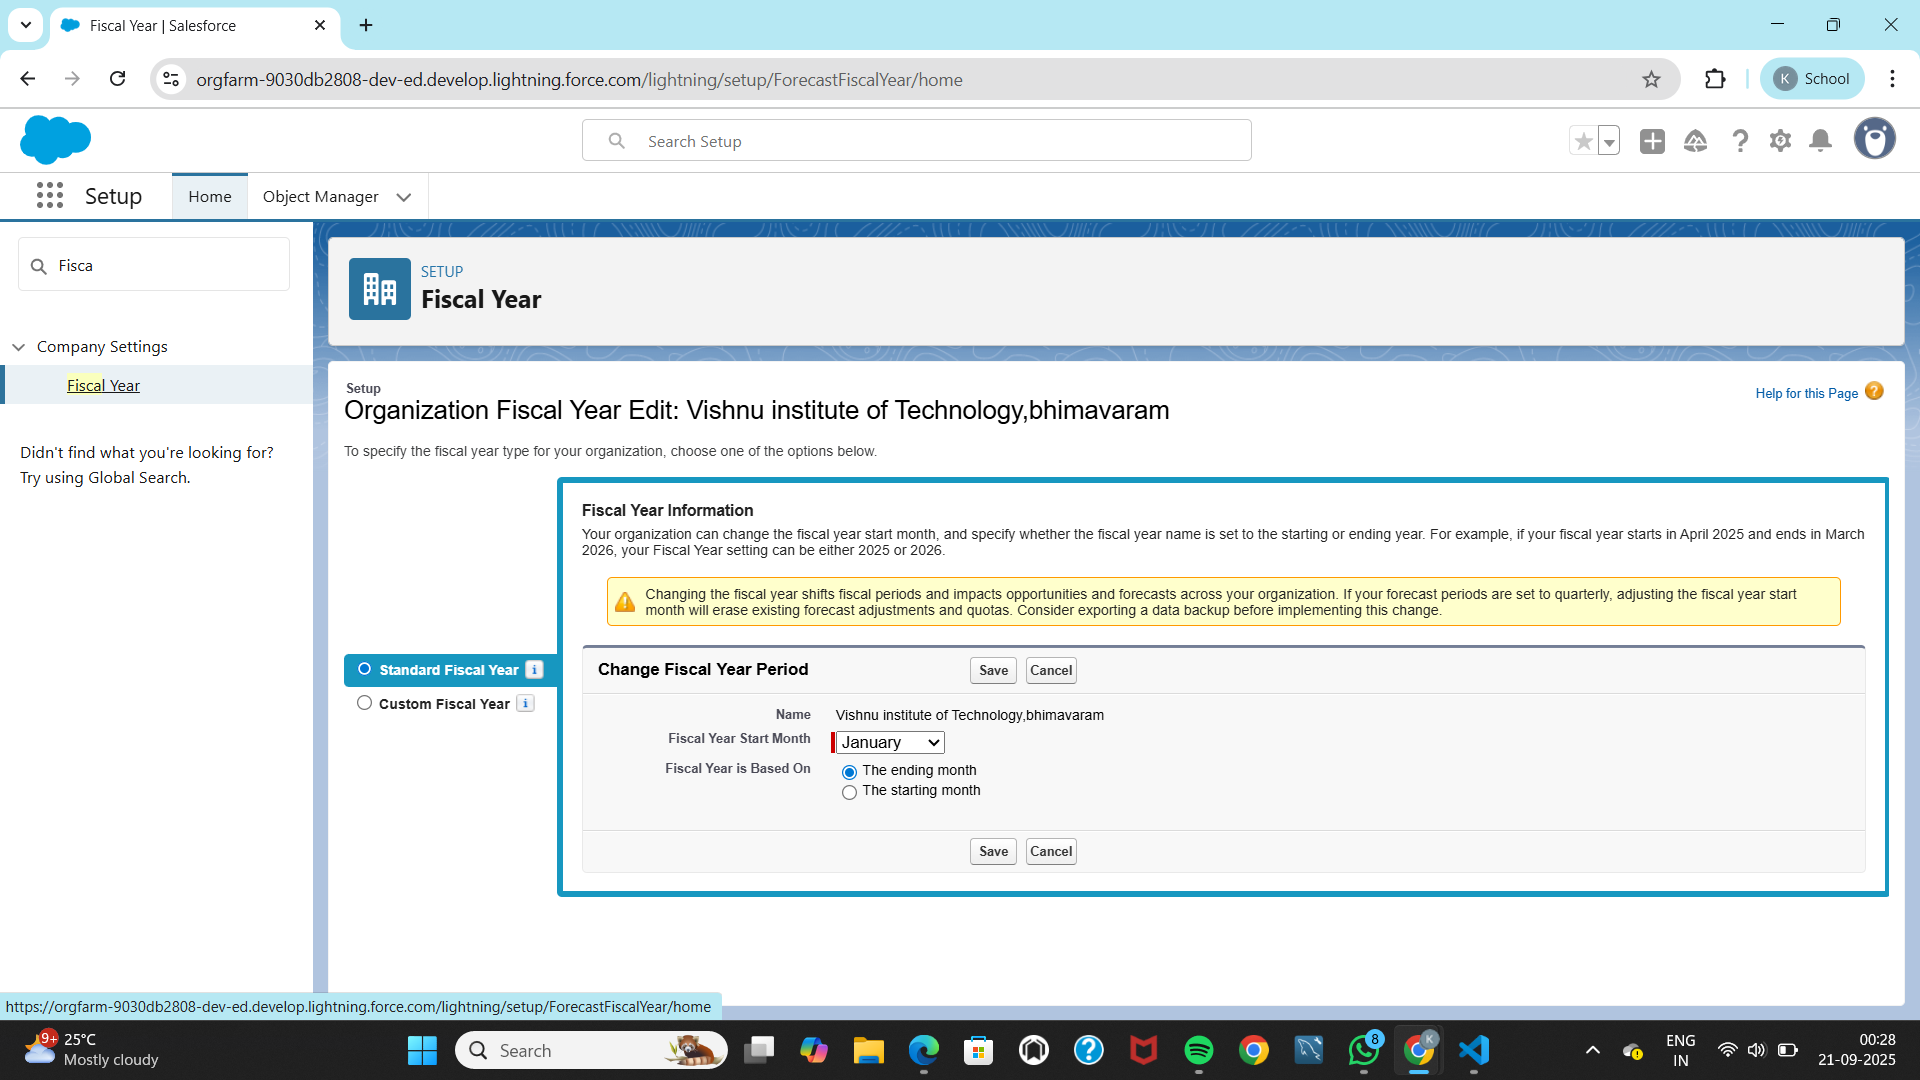 Fiscal Year | Salesforce
orgfarm-9030db2808-dev-ed.develop.lightning.force.com/lightning/setup/ForecastFiscalYear/home
K School
Search Setup
Setup
Home
Object Manager
Fisca
Company Settings
Fiscal Year
Didn't find what you're looking for?
Try using Global Search.
SETUP
Fiscal Year
Setup
Organization Fiscal Year Edit: Vishnu institute of Technology,bhimavaram
Help for this Page ?
To specify the fiscal year type for your organization, choose one of the options below.
Standard Fiscal Year i
Custom Fiscal Year i
Fiscal Year Information
Your organization can change the fiscal year start month, and specify whether the fiscal year name is set to the starting or ending year. For example, if your fiscal year starts in April 2025 and ends in March
2026, your Fiscal Year setting can be either 2025 or 2026.
Changing the fiscal year shifts fiscal periods and impacts opportunities and forecasts across your organization. If your forecast periods are set to quarterly, adjusting the fiscal year start
month will erase existing forecast adjustments and quotas. Consider exporting a data backup before implementing this change.
Change Fiscal Year Period
Save Cancel
Name Vishnu institute of Technology,bhimavaram
Fiscal Year Start Month January
Fiscal Year is Based On The ending month
The starting month
Save Cancel
https://orgfarm-9030db2808-dev-ed.develop.lightning.force.com/lightning/setup/ForecastFiscalYear/home
9+
25°C
Mostly cloudy
Search
8
K
ENG
IN
00:28
21-09-2025